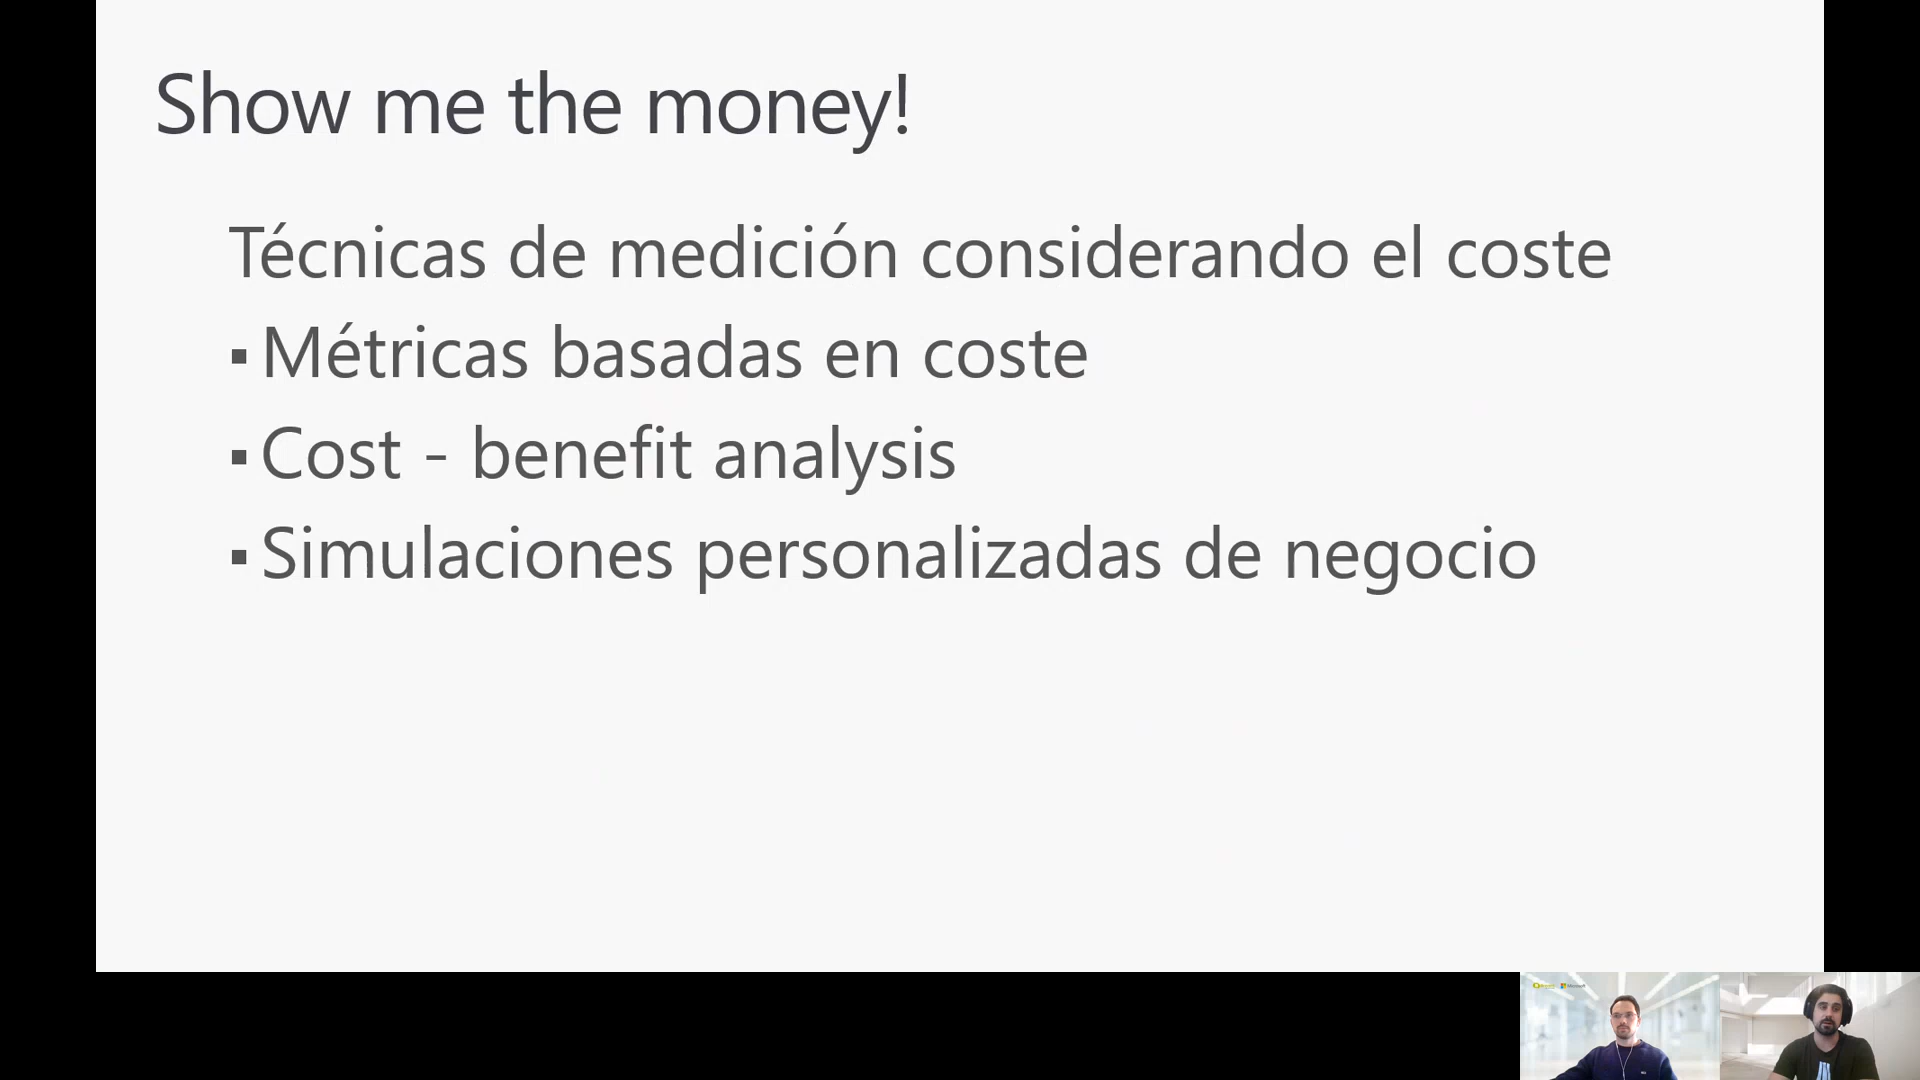 Show me the money!
Técnicas de medición considerando el coste
▪ Métricas basadas en coste
▪ Cost - benefit analysis
▪ Simulaciones personalizadas de negocio
Microsoft